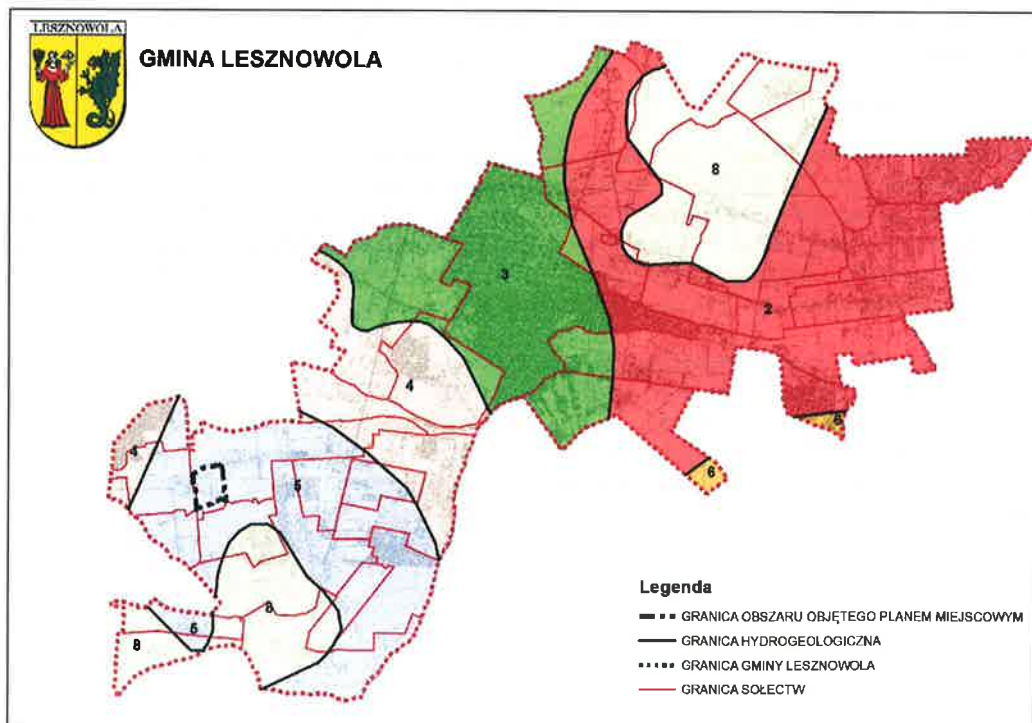 LESZNOWOLA
GMINA LESZNOWOLA
8
3
2
4
6
4
6
5
8
5
8
Legenda
GRANICA OBSZARU OBJĘTEGO PLANEM MIEJSCOWYM
GRANICA HYDROGEOLOGICZNA
GRANICA GMINY LESZNOWOLA
GRANICA SOŁECTW